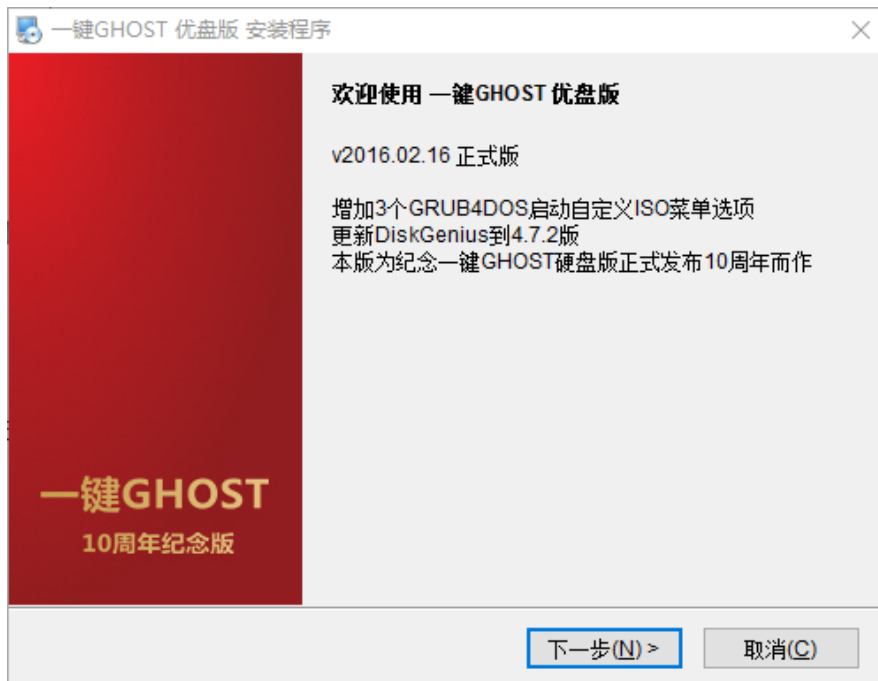 一键GHOST 优盘版 安装程序
欢迎使用 一键GHOST 优盘版
v2016.02.16 正式版
增加3个GRUB4DOS启动自定义ISO菜单选项
更新DiskGenius到4.7.2版
本版为纪念一键GHOST硬盘版正式发布10周年而作
一键GHOST
10周年纪念版
下一步(N) >
取消(C)